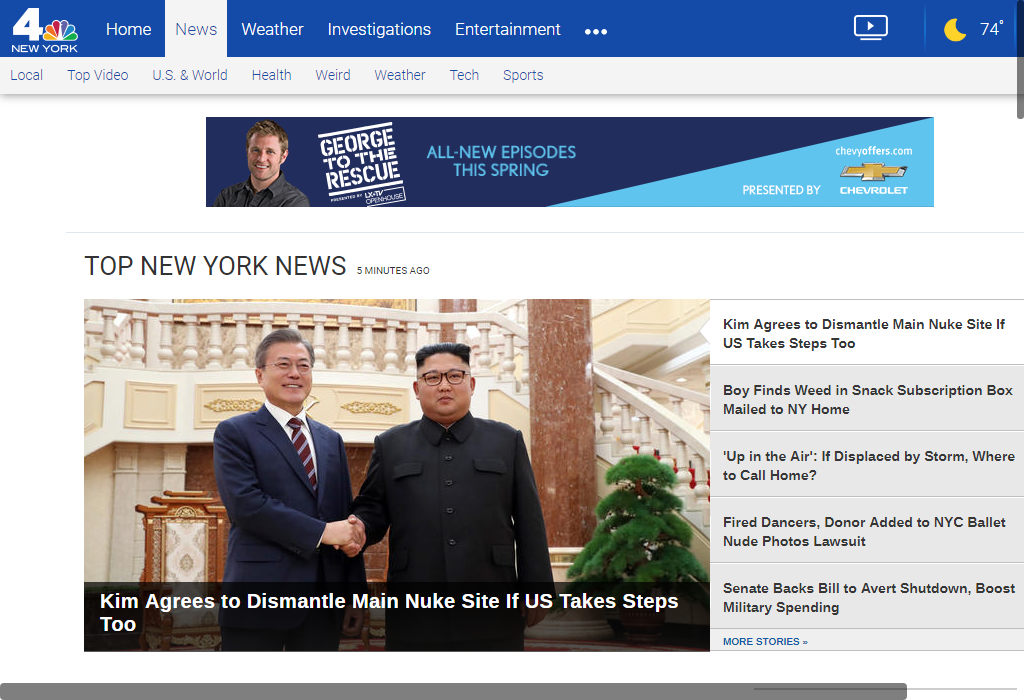 4
NEW YORK
Home
News
Weather
Investigations
Entertainment
74°
Local
Top Video
U.S. & World
Health
Weird
Weather
Tech
Sports
GEORGE
TO THE
RESCUE
PRESENTED BY LXTV
OPENHOUSE
ALL-NEW EPISODES
THIS SPRING
chevyoffers.com
PRESENTED BY
CHEVROLET
TOP NEW YORK NEWS
5 MINUTES AGO
Kim Agrees to Dismantle Main Nuke Site If US Takes Steps
Too
Kim Agrees to Dismantle Main Nuke Site If
US Takes Steps Too
Boy Finds Weed in Snack Subscription Box
Mailed to NY Home
'Up in the Air': If Displaced by Storm, Where
to Call Home?
Fired Dancers, Donor Added to NYC Ballet
Nude Photos Lawsuit
Senate Backs Bill to Avert Shutdown, Boost
Military Spending
MORE STORIES »